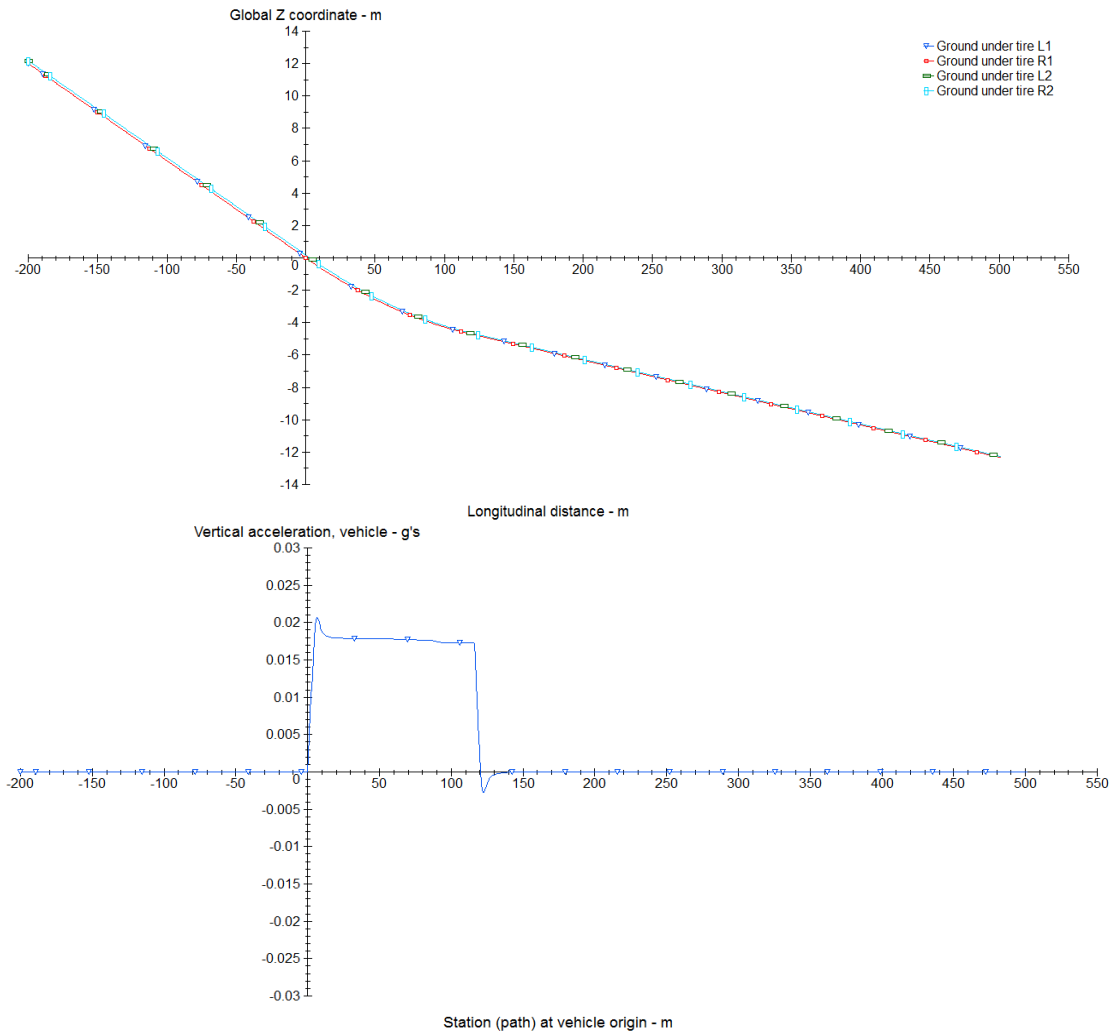 Global Z coordinate - m
14
12
10
8
6
4
2
0
-2
-4
-6
-8
-10
-12
-14
-200 -150 -100 -50 50 100 150 200 250 300 350 400 450 500 550
Ground under tire L1
Ground under tire R1
Ground under tire L2
Ground under tire R2
Longitudinal distance - m
Vertical acceleration, vehicle - g's
0.03
0.025
0.02
0.015
0.01
0.005
0
-0.005
-0.01
-0.015
-0.02
-0.025
-0.03
-200 -150 -100 -50 50 100 150 200 250 300 350 400 450 500 550
Station (path) at vehicle origin - m